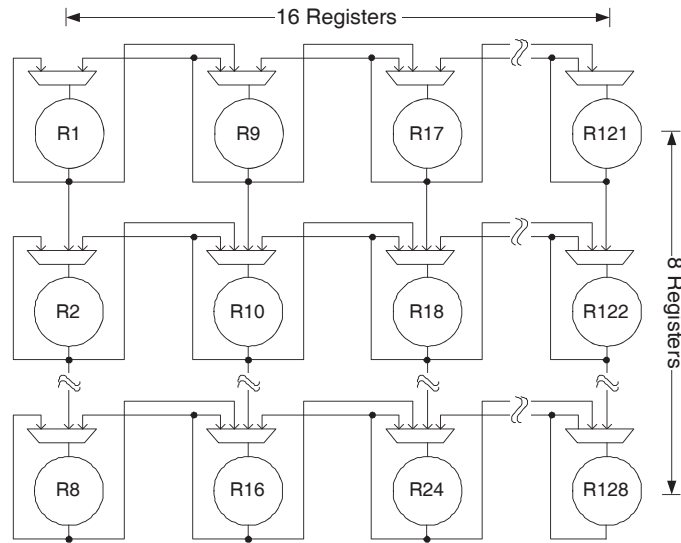 16 Registers
R1
R9
R17
R121
R2
R10
R18
R122
8 Registers
R8
R16
R24
R128